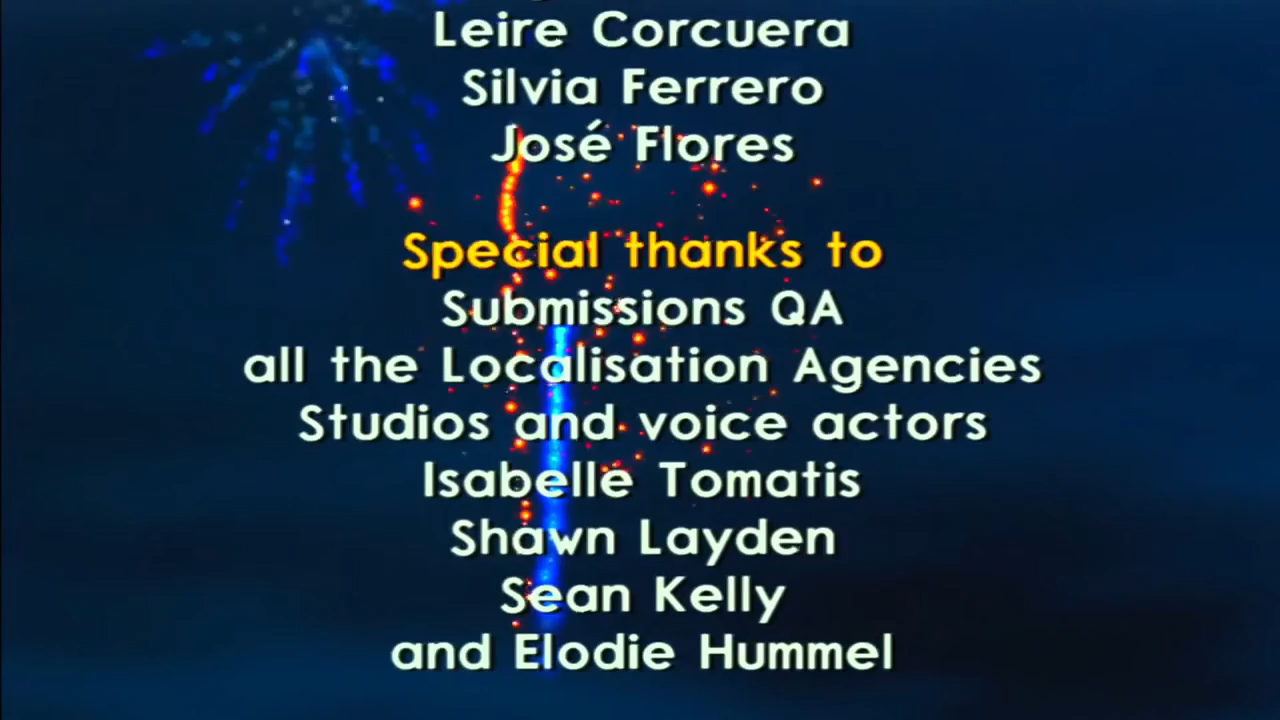 Leire Corcuera
Silvia Ferrero
José Flores
Special thanks to
Submissions QA
all the Localisation Agencies
Studios and voice actors
Isabelle Tomatis
Shawn Layden
Sean Kelly
and Elodie Hummel